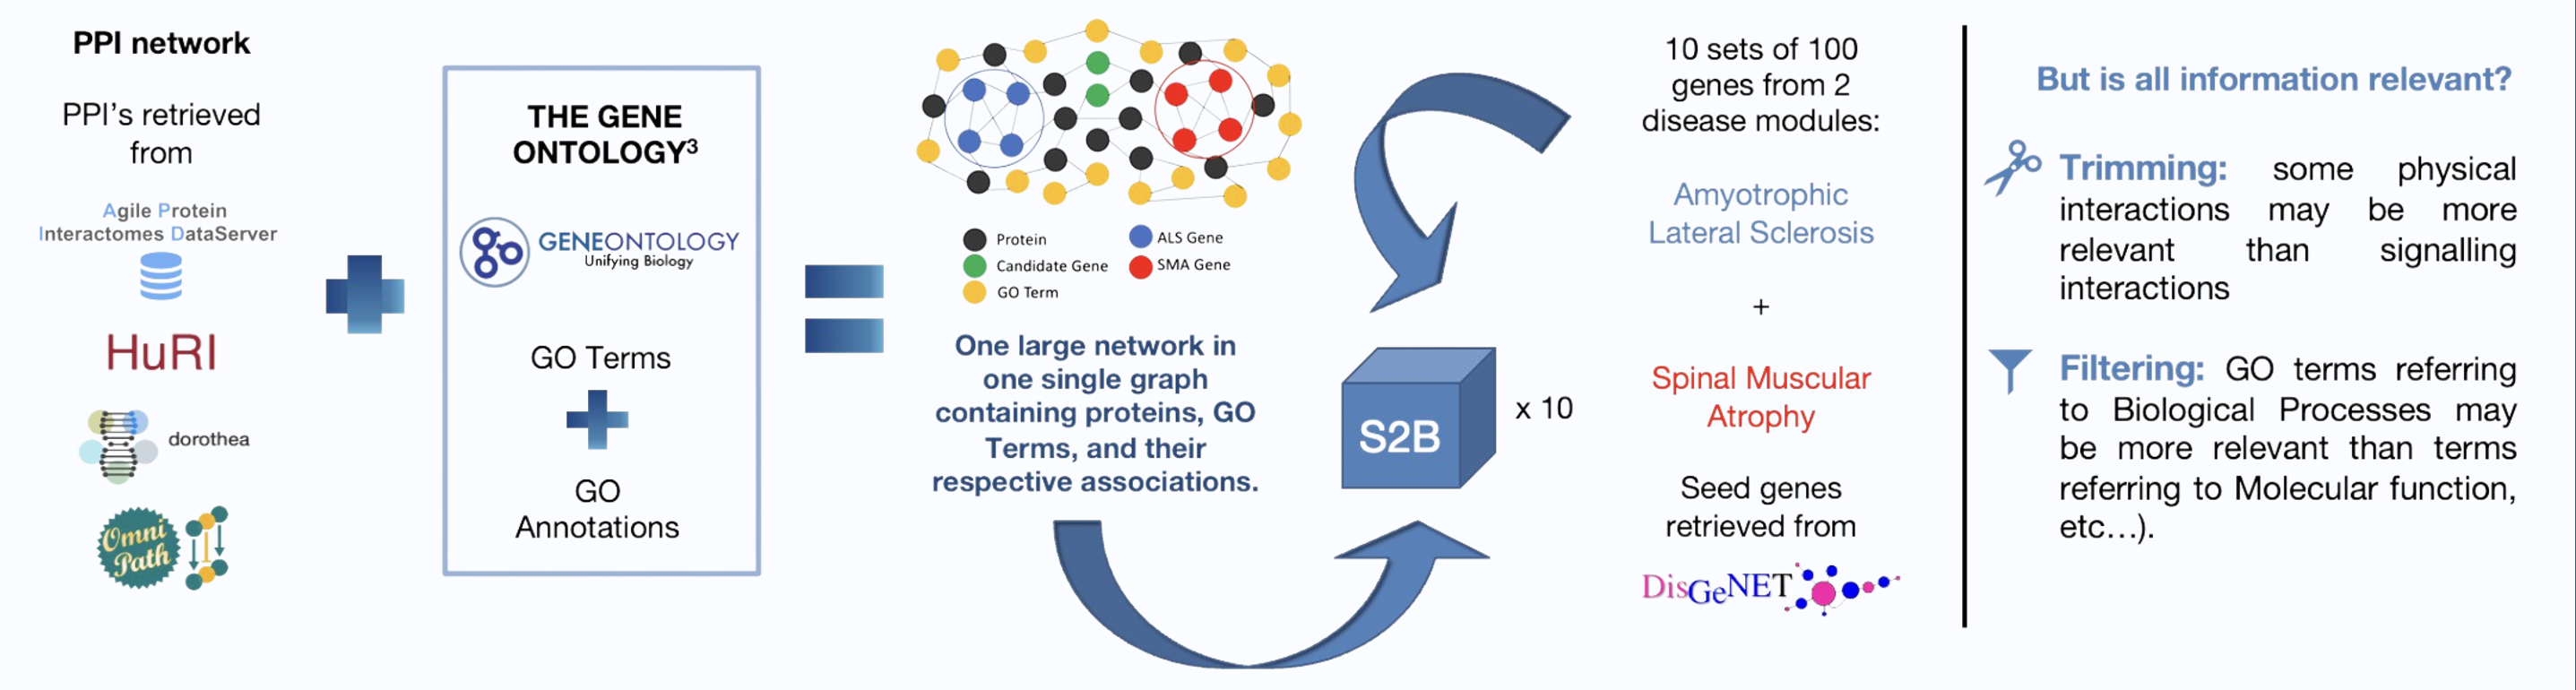 PPI network
PPI's retrieved
from
Agile Protein
Interactomes DataServer
HuRI
dorothea
Omni
Path
THE GENE
ONTOLOGY³
GENEONTOLOGY
Unifying Biology
GO Terms
GO
Annotations
Protein
Candidate Gene
GO Term
ALS Gene
SMA Gene
One large network in
one single graph
containing proteins, GO
Terms, and their
respective associations.
S2B
x 10
10 sets of 100
genes from 2
disease modules:
Amyotrophic
Lateral Sclerosis
+
Spinal Muscular
Atrophy
Seed genes
retrieved from
DisGeNET
But is all information relevant?
Trimming: some physical
interactions may be more
relevant than signalling
interactions
Filtering: GO terms referring
to Biological Processes may
be more relevant than terms
referring to Molecular function,
etc…).